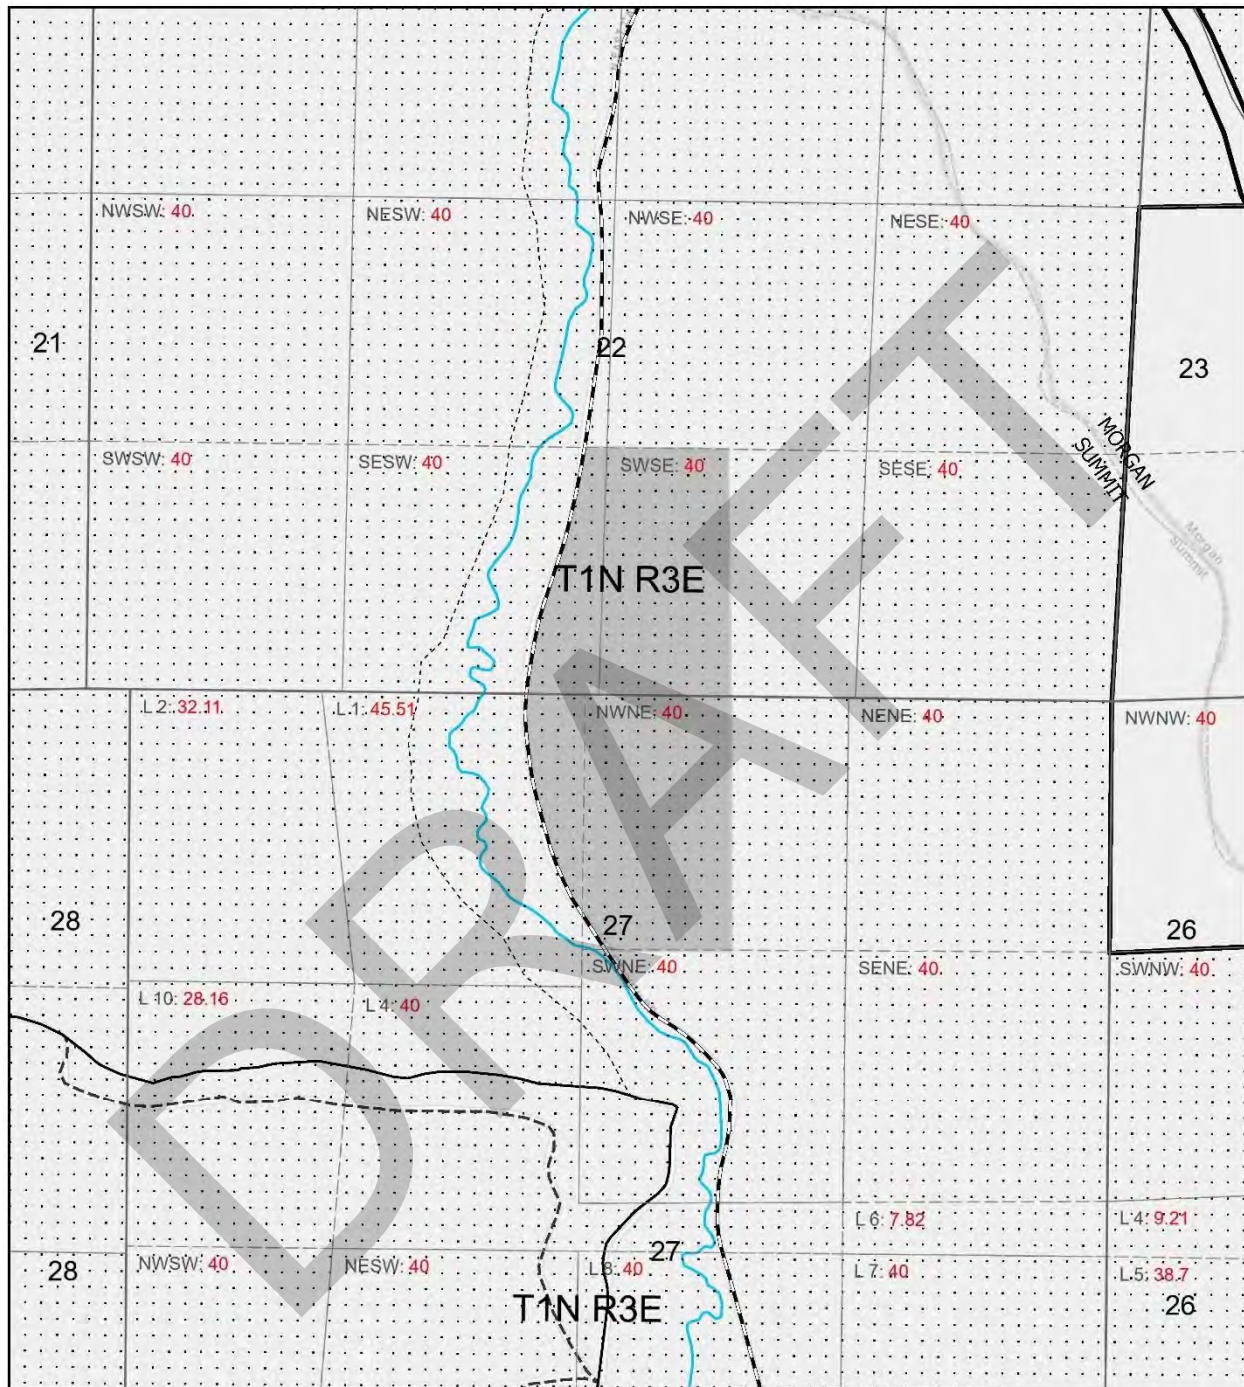 NWSW: 40
NESW: 40
NWSE: 40
NESE: 40
21
22
23
MORGAN
SUMMIT
SWSW: 40
SESW: 40
SWSE: 40
SESE: 40
Morgan
Summit
T1N R3E
L 2: 32.11
L 1: 45.51
NWNE: 40
NENE: 40
NWNW: 40
28
27
26
SWNE: 40
SENE: 40
SWNW: 40
L 10: 28.16
L 4: 40
L 6: 7.82
L 4: 9.21
28
NWSW: 40
NESW: 40
L 8: 40
27
L 7: 40
L 5: 38.7
T1N R3E
26
DRAFT